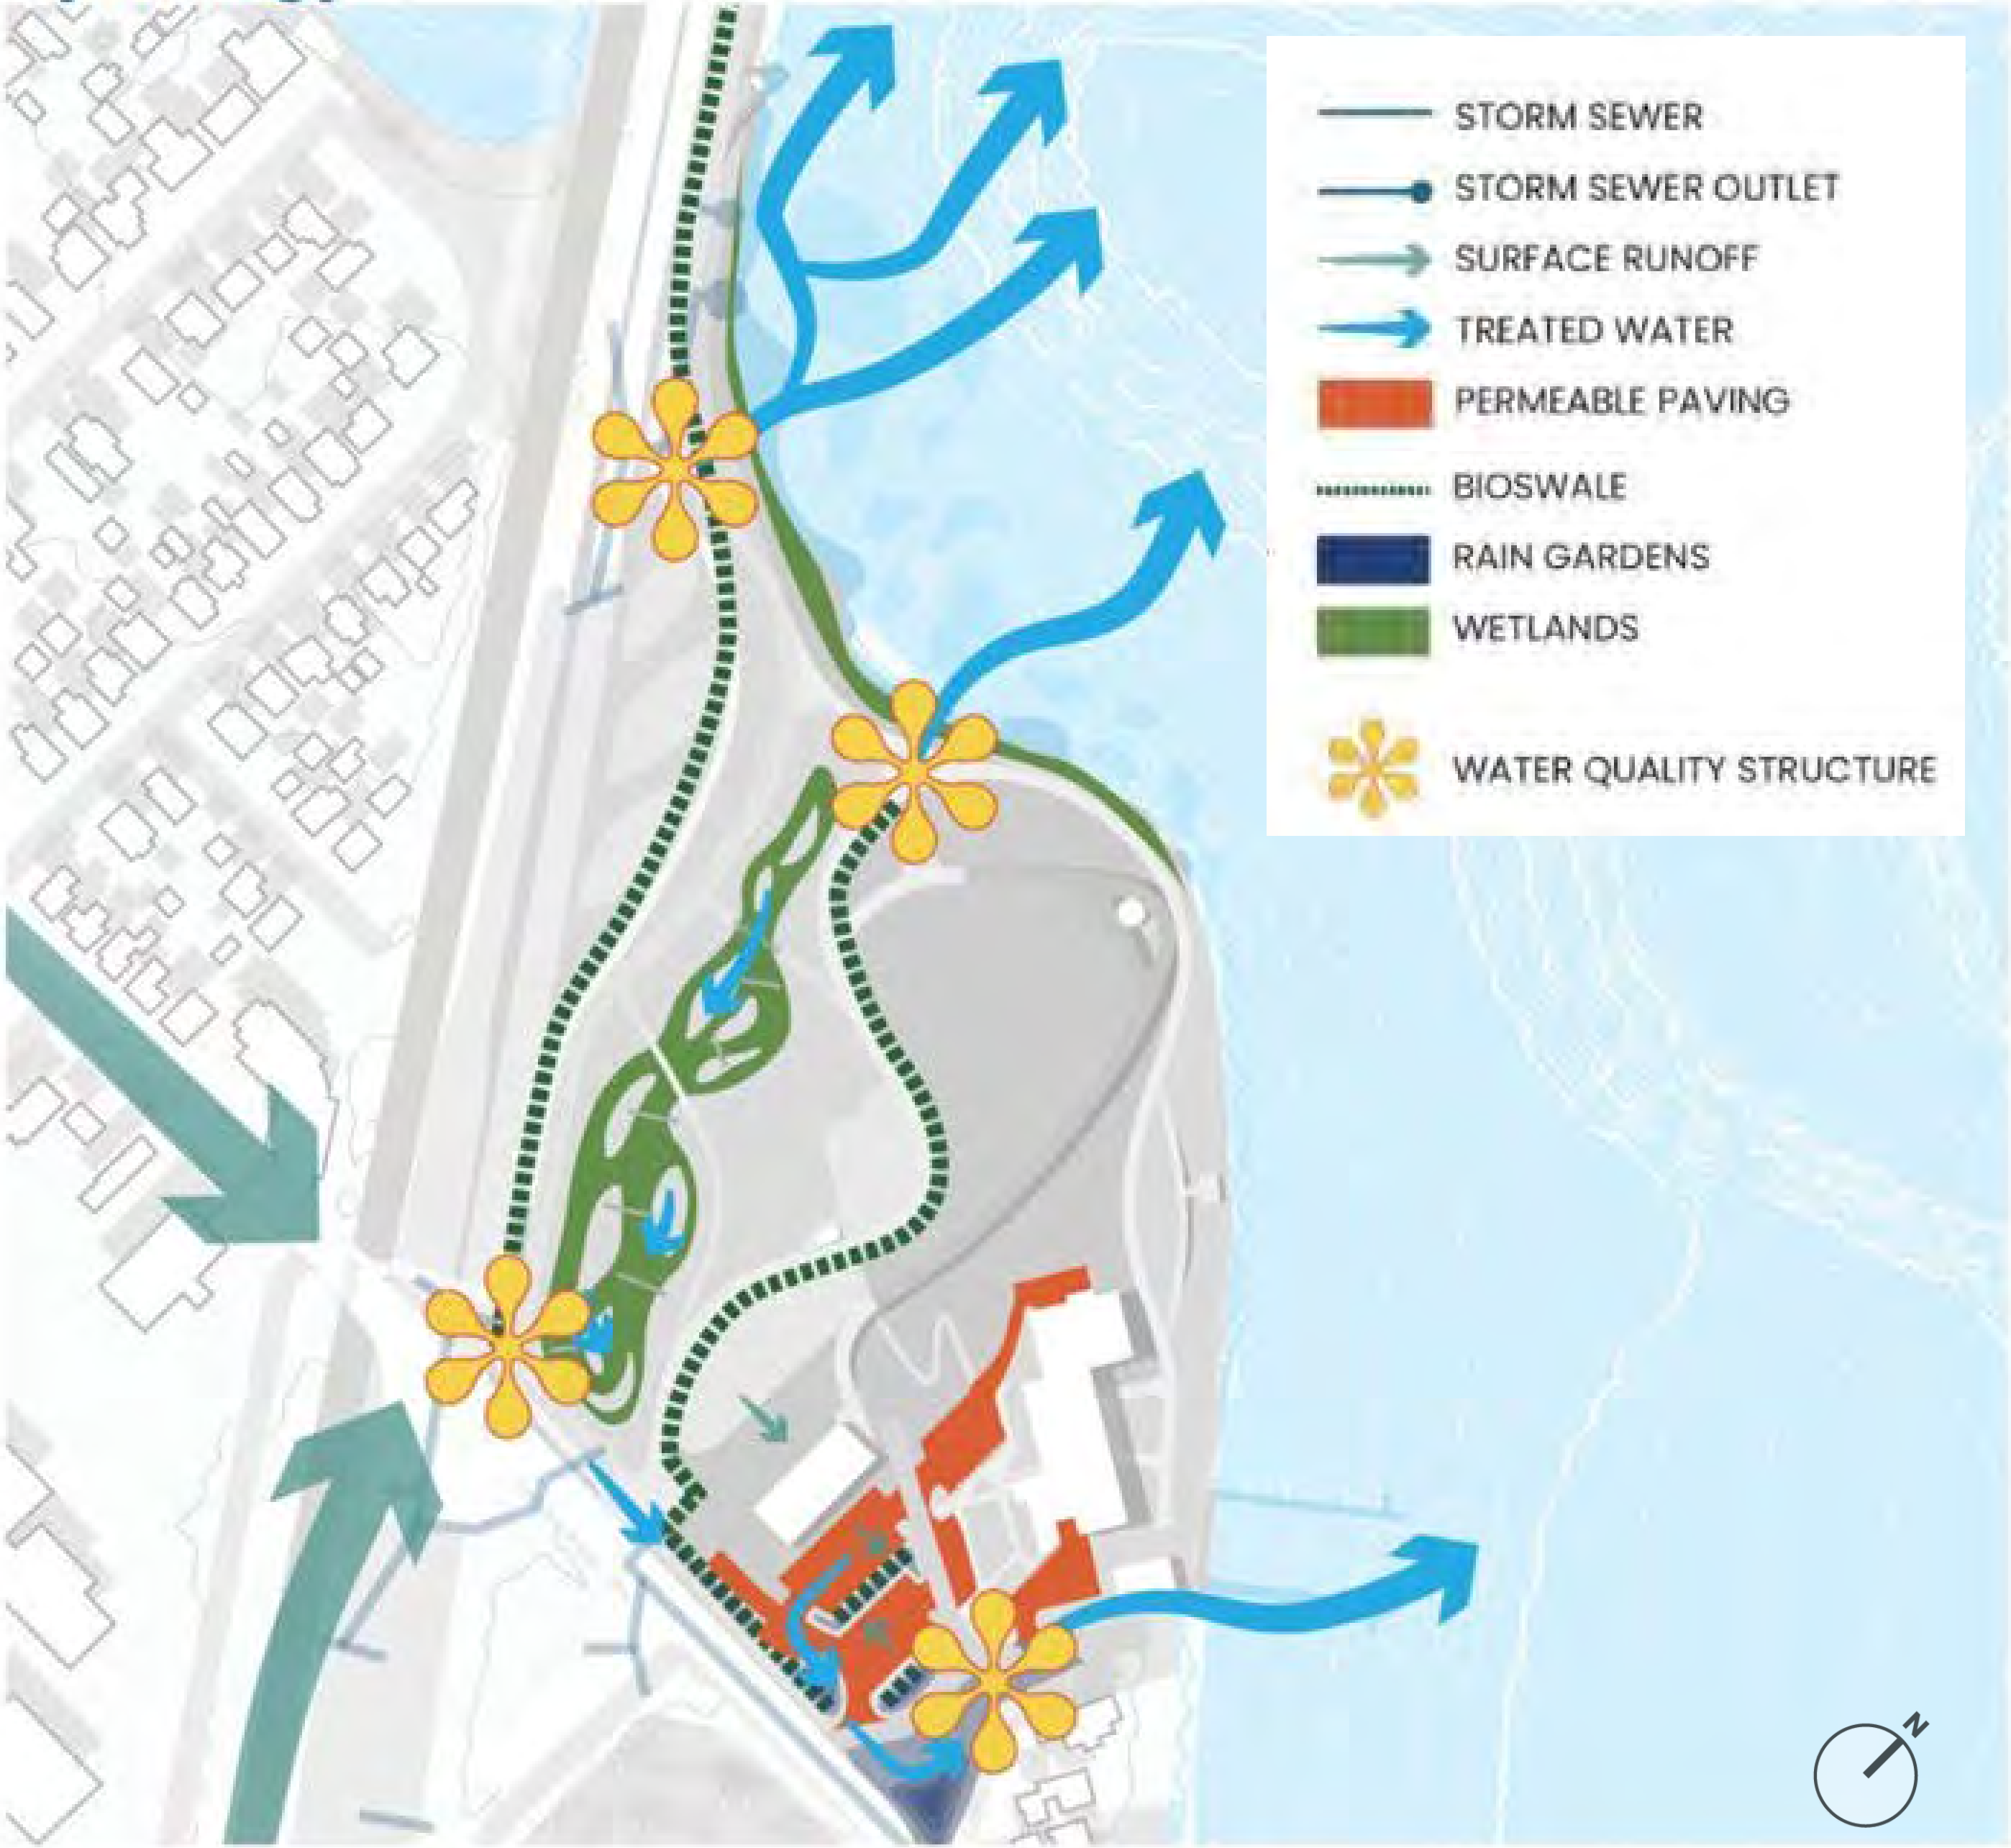 STORM SEWER
STORM SEWER OUTLET
SURFACE RUNOFF
TREATED WATER
PERMEABLE PAVING
BIOSWALE
RAIN GARDENS
WETLANDS
WATER QUALITY STRUCTURE
N